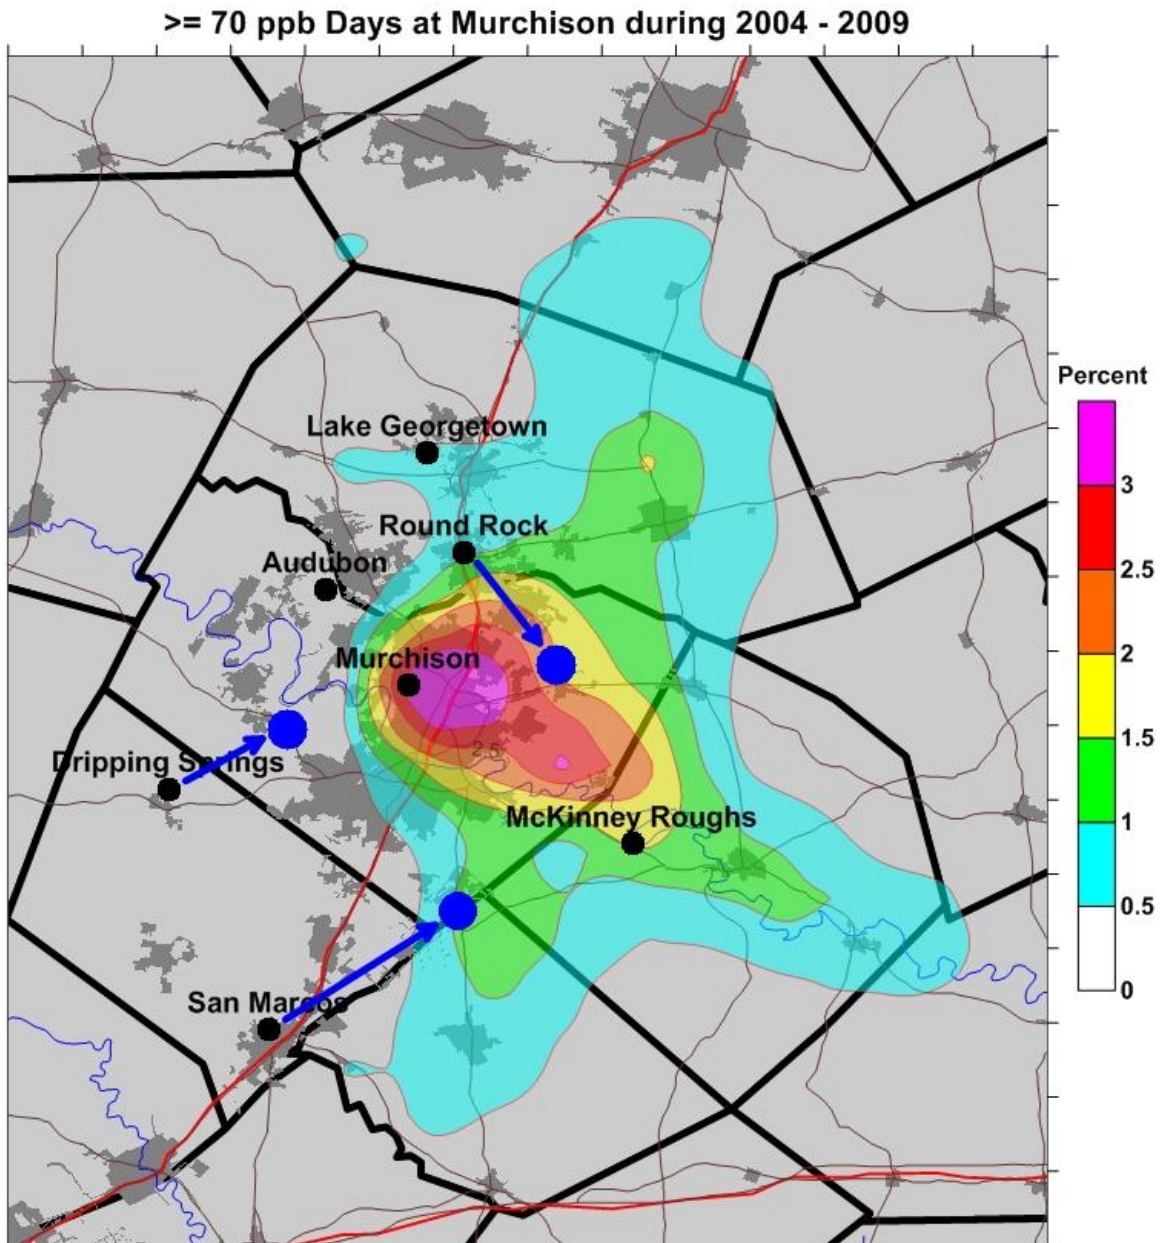 >= 70 ppb Days at Murchison during 2004 - 2009
Percent
Lake Georgetown
3
Round Rock
2.5
Audubon
2
Murchison
1.5
2.5
Dripping Springs
McKinney Roughs
1
0.5
San Marcos
0